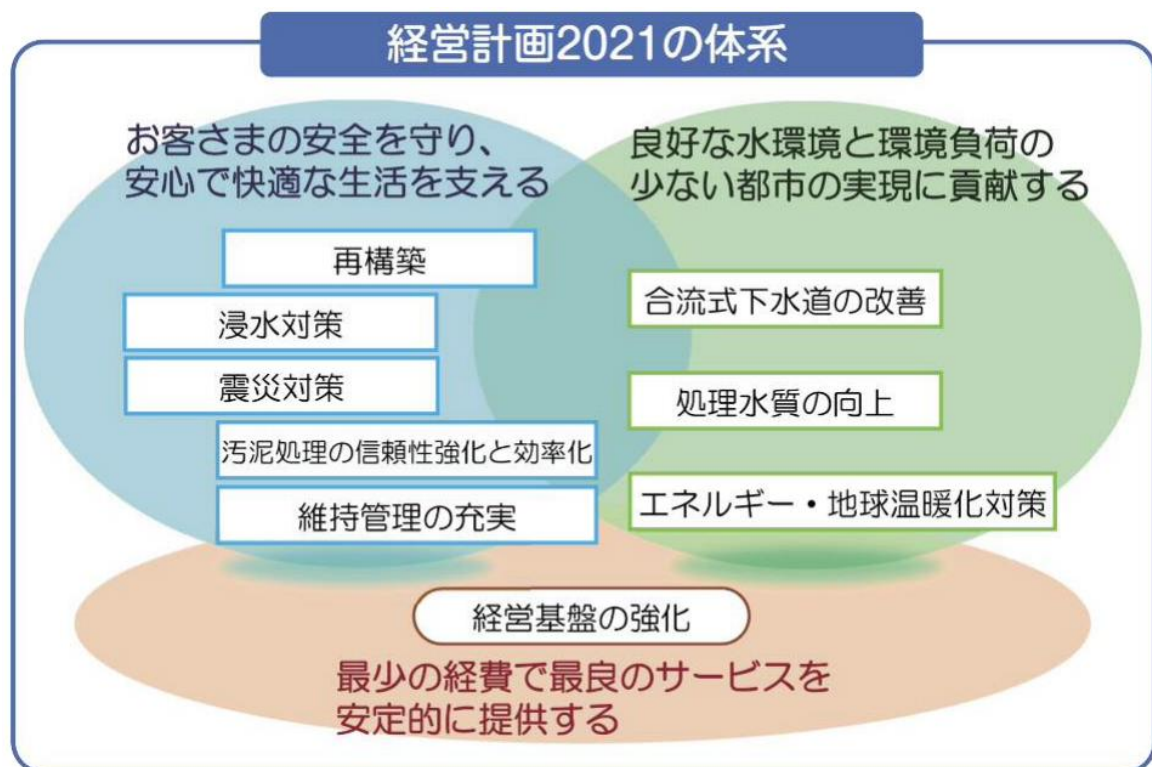 経営計画2021の体系
お客さまの安全を守り、
安心で快適な生活を支える
再構築
浸水対策
震災対策
汚泥処理の信頼性強化と効率化
維持管理の充実
良好な水環境と環境負荷の
少ない都市の実現に貢献する
合流式下水道の改善
処理水質の向上
エネルギー・地球温暖化対策
経営基盤の強化
最少の経費で最良のサービスを
安定的に提供する